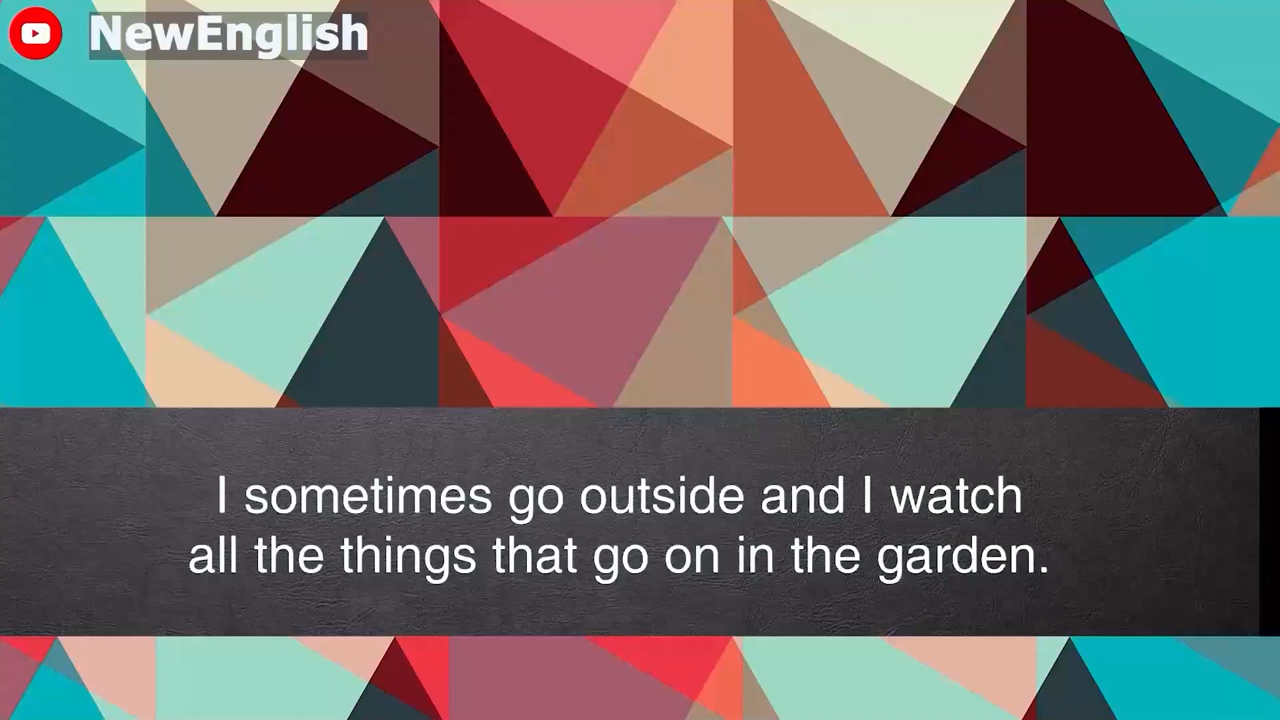 NewEnglish
I sometimes go outside and I watch
all the things that go on in the garden.